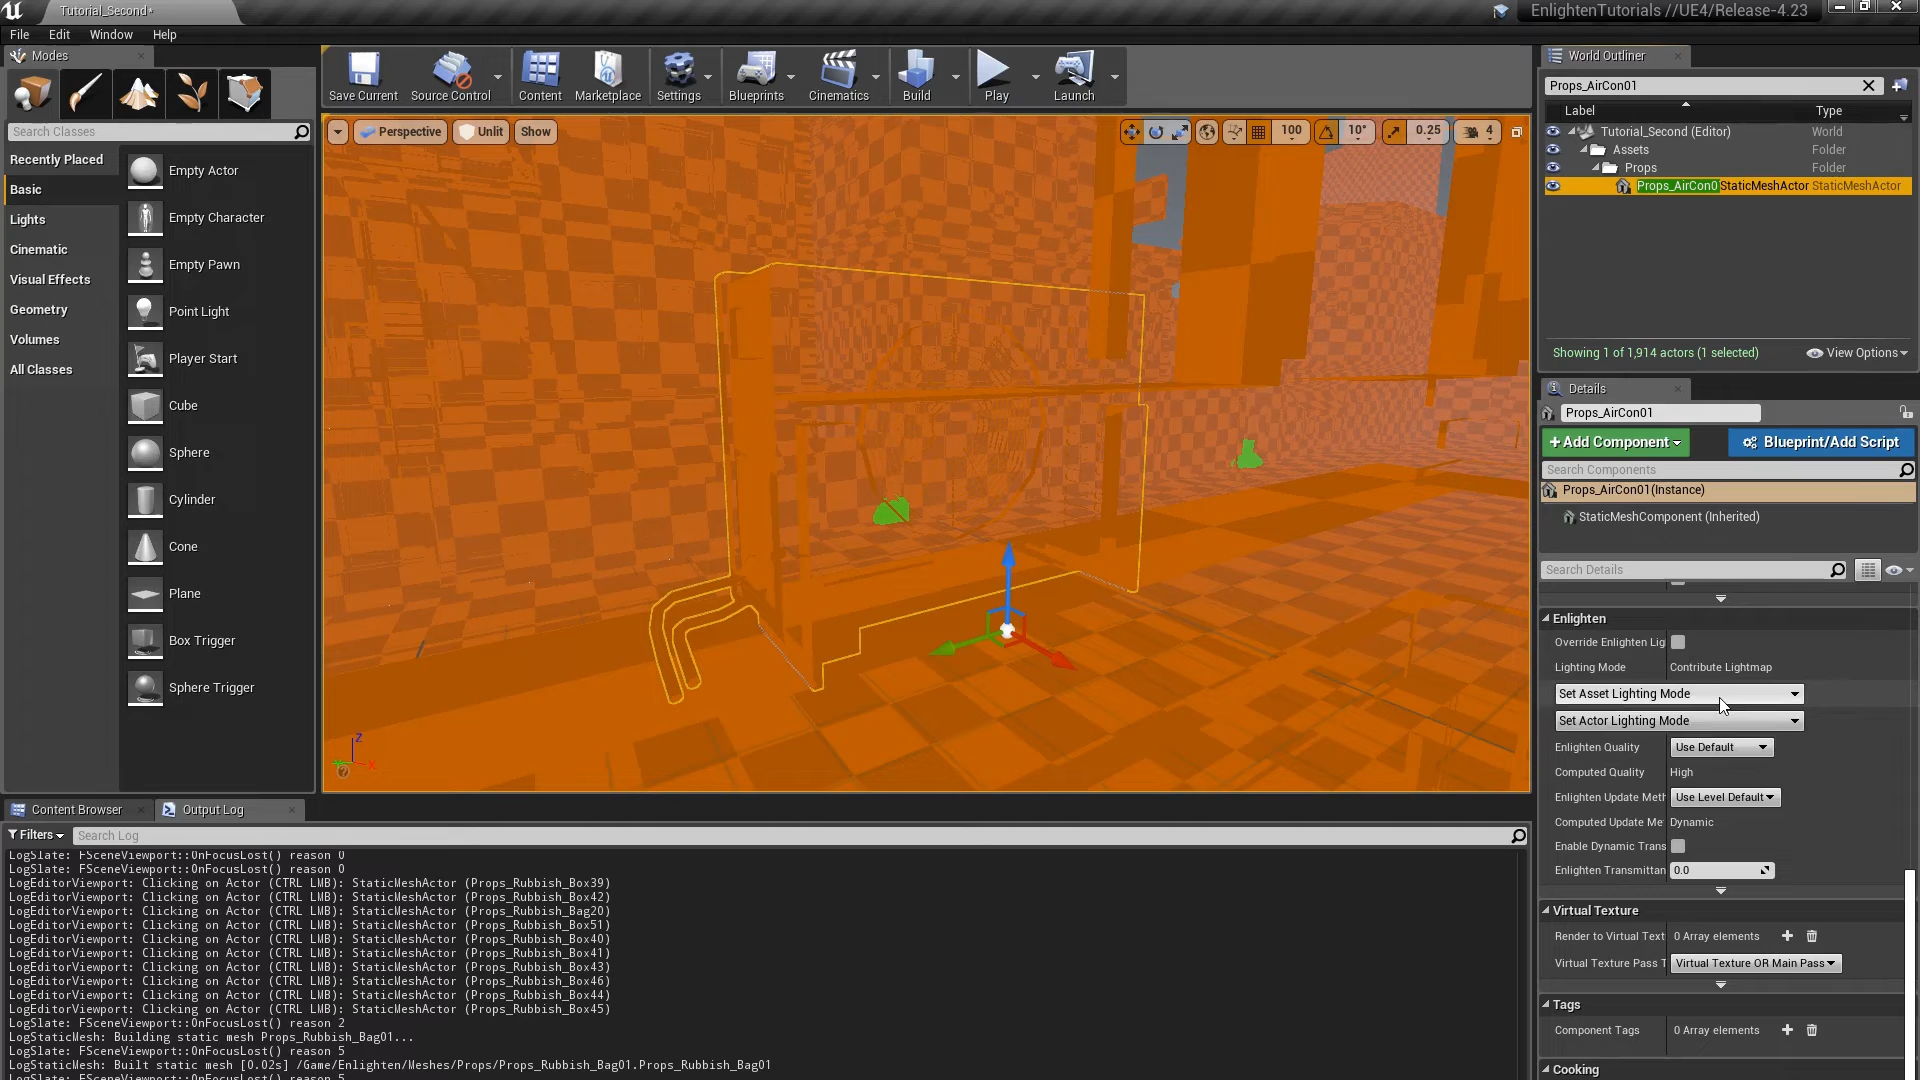 Tutorial_Second*
EnlightenTutorials //UE4/Release-4.23
File Edit Window Help
Modes
Search Classes
Recently Placed
Basic
Lights
Cinematic
Visual Effects
Geometry
Volumes
All Classes
Empty Actor
Empty Character
Empty Pawn
Point Light
Player Start
Cube
Sphere
Cylinder
Cone
Plane
Box Trigger
Sphere Trigger
Save Current Source Control Content Marketplace Settings Blueprints Cinematics Build Play Launch
Perspective Unlit Show
100 10° 0.25 4
Z
X
?
World Outliner
Props_AirCon01
Label Type
Tutorial_Second (Editor) World
Assets Folder
Props Folder
Props_AirCon0 StaticMeshActor StaticMeshActor
Showing 1 of 1,914 actors (1 selected) View Options
Details
Props_AirCon01
+Add Component Blueprint/Add Script
Search Components
Props_AirCon01(Instance)
StaticMeshComponent (Inherited)
Search Details
Enlighten
Override Enlighten Lig
Lighting Mode Contribute Lightmap
Set Asset Lighting Mode
Set Actor Lighting Mode
Enlighten Quality Use Default
Computed Quality High
Enlighten Update Meth Use Level Default
Computed Update Me Dynamic
Enable Dynamic Trans
Enlighten Transmittan 0.0
Virtual Texture
Render to Virtual Text 0 Array elements
Virtual Texture Pass T Virtual Texture OR Main Pass
Tags
Component Tags 0 Array elements
Cooking
Content Browser Output Log
Filters Search Log
LogSlate: FSceneViewport::OnFocusLost() reason 0
LogSlate: FSceneViewport::OnFocusLost() reason 0
LogEditorViewport: Clicking on Actor (CTRL LMB): StaticMeshActor (Props_Rubbish_Box39)
LogEditorViewport: Clicking on Actor (CTRL LMB): StaticMeshActor (Props_Rubbish_Box42)
LogEditorViewport: Clicking on Actor (CTRL LMB): StaticMeshActor (Props_Rubbish_Bag20)
LogEditorViewport: Clicking on Actor (CTRL LMB): StaticMeshActor (Props_Rubbish_Box51)
LogEditorViewport: Clicking on Actor (CTRL LMB): StaticMeshActor (Props_Rubbish_Box40)
LogEditorViewport: Clicking on Actor (CTRL LMB): StaticMeshActor (Props_Rubbish_Box41)
LogEditorViewport: Clicking on Actor (CTRL LMB): StaticMeshActor (Props_Rubbish_Box43)
LogEditorViewport: Clicking on Actor (CTRL LMB): StaticMeshActor (Props_Rubbish_Box46)
LogEditorViewport: Clicking on Actor (CTRL LMB): StaticMeshActor (Props_Rubbish_Box44)
LogEditorViewport: Clicking on Actor (CTRL LMB): StaticMeshActor (Props_Rubbish_Box45)
LogSlate: FSceneViewport::OnFocusLost() reason 2
LogStaticMesh: Building static mesh Props_Rubbish_Bag01...
LogSlate: FSceneViewport::OnFocusLost() reason 5
LogStaticMesh: Built static mesh [0.02s] /Game/Enlighten/Meshes/Props/Props_Rubbish_Bag01.Props_Rubbish_Bag01
LogSlate: FSceneViewport::OnFocusLost() reason 5